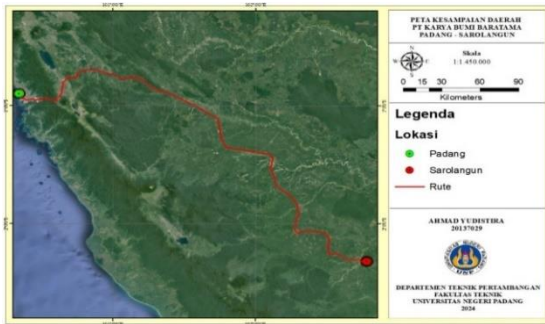 PETA KESAMPAIAN DAERAH
PT KARYA BUMI BARATAMA
PADANG - SAROLANGUN
Skala
1:1.450.000
0 15 30 60 90
Kilometers
Legenda
Lokasi
Padang
Sarolangun
Rute
AHMAD YUDISTIRA
20137029
DEPARTEMEN TEKNIK PERTAMBANGAN
FAKULTAS TEKNIK
UNIVERSITAS NEGERI PADANG
2024